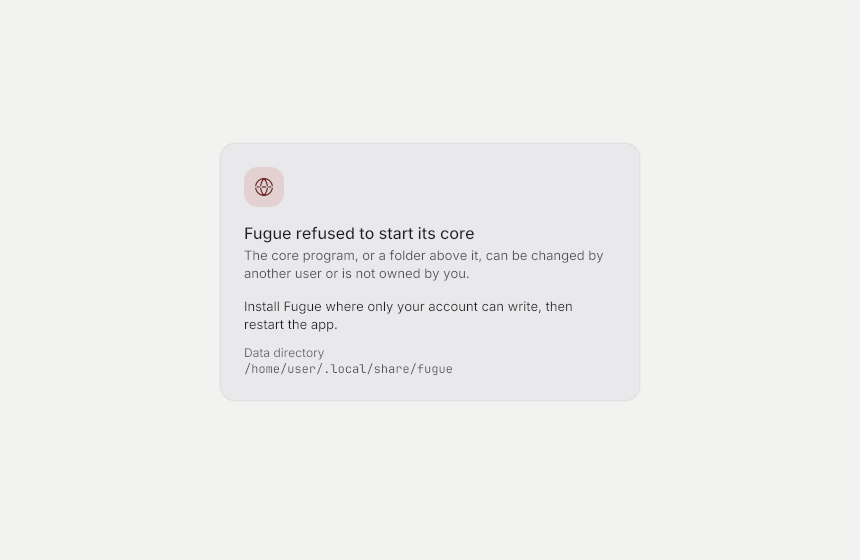 Fugue refused to start its core
The core program, or a folder above it, can be changed by
another user or is not owned by you.
Install Fugue where only your account can write, then
restart the app.
Data directory
/home/user/.local/share/fugue